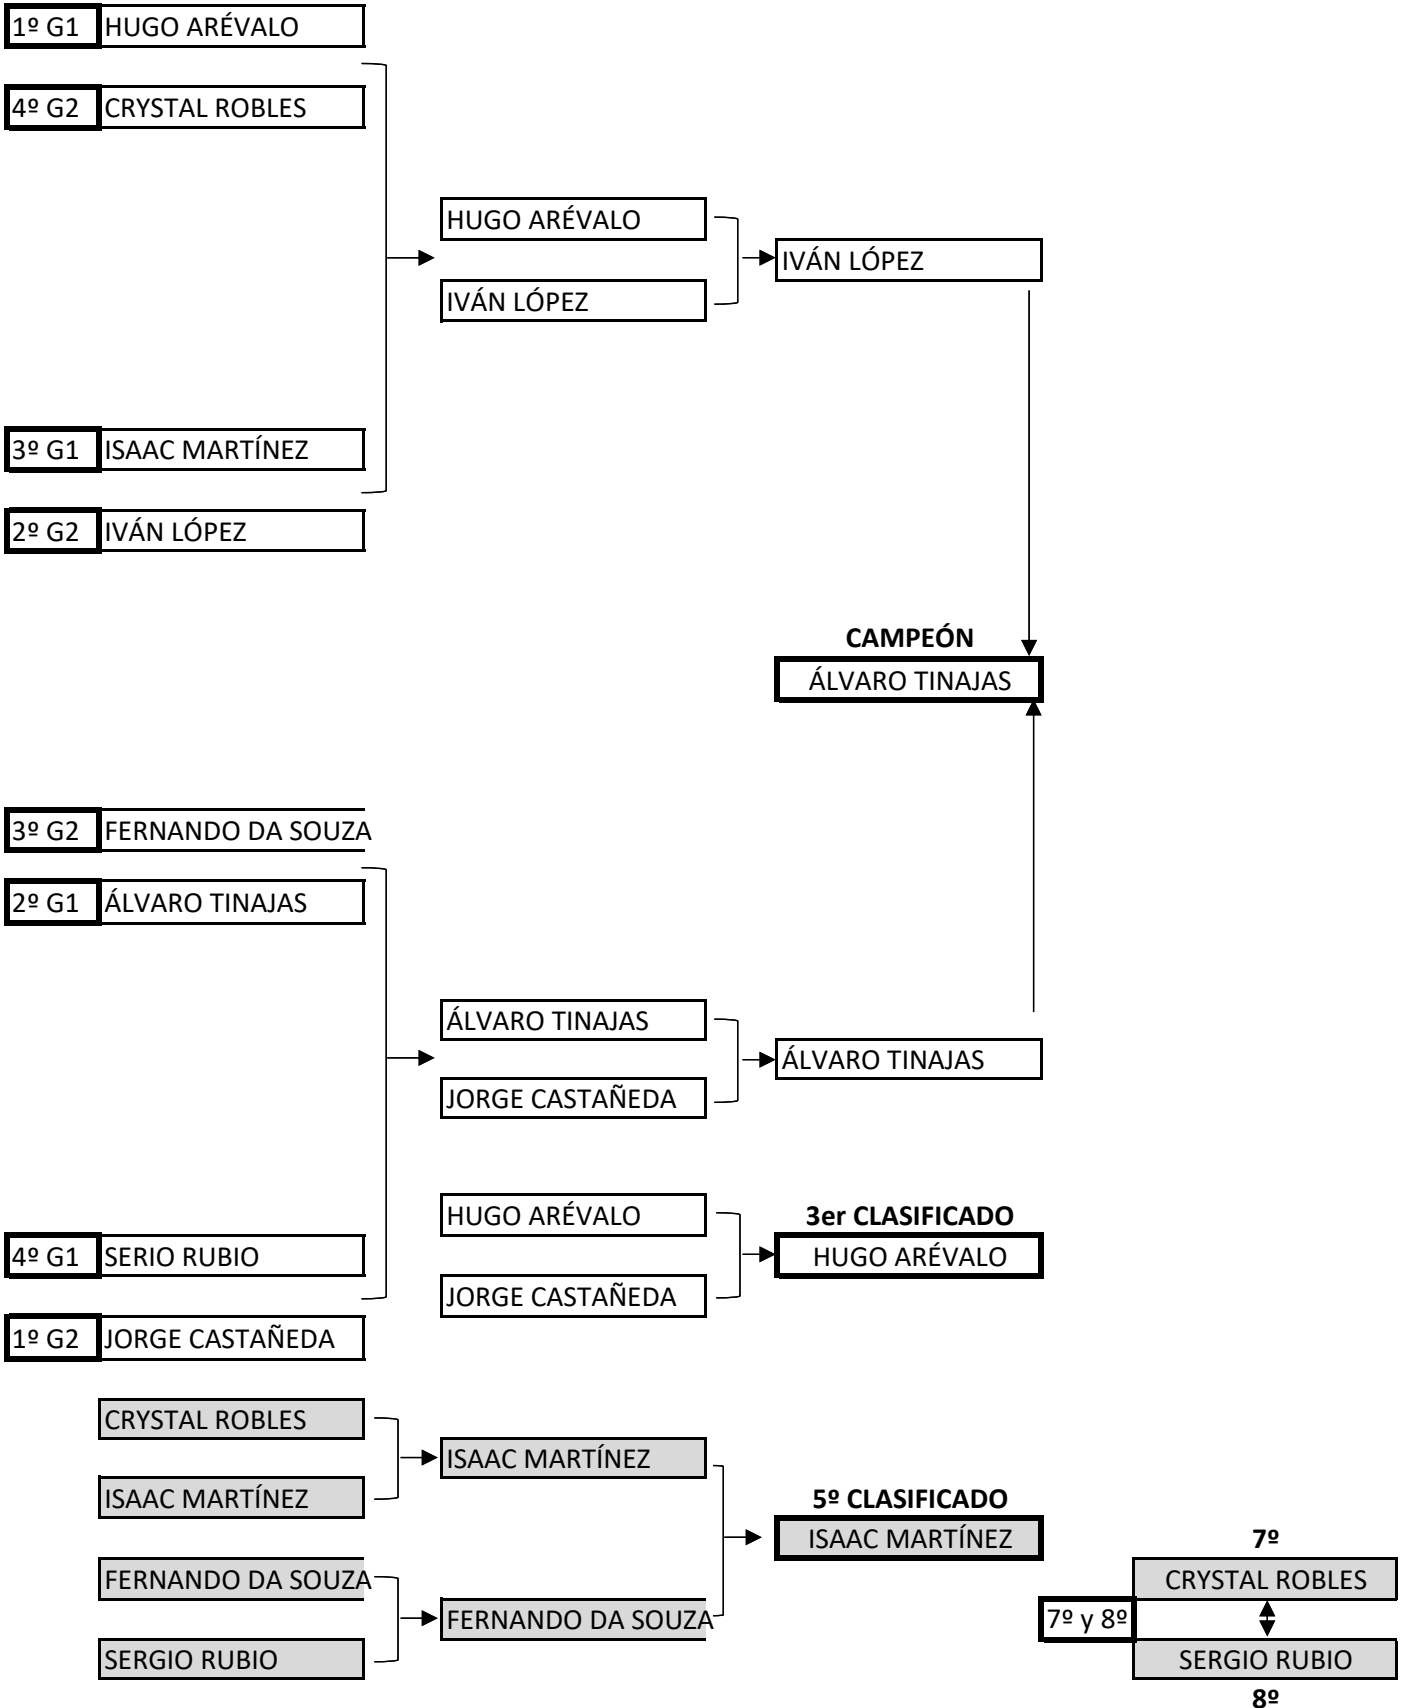 1º G1 HUGO ARÉVALO
4º G2 CRYSTAL ROBLES
HUGO ARÉVALO
IVÁN LÓPEZ
IVÁN LÓPEZ
3º G1 ISAAC MARTÍNEZ
2º G2 IVÁN LÓPEZ
CAMPEÓN
ÁLVARO TINAJAS
3º G2 FERNANDO DA SOUZA
2º G1 ÁLVARO TINAJAS
ÁLVARO TINAJAS
ÁLVARO TINAJAS
JORGE CASTAÑEDA
HUGO ARÉVALO
3er CLASIFICADO
4º G1 SERIO RUBIO
HUGO ARÉVALO
JORGE CASTAÑEDA
1º G2 JORGE CASTAÑEDA
CRYSTAL ROBLES
ISAAC MARTÍNEZ
ISAAC MARTÍNEZ
5º CLASIFICADO
ISAAC MARTÍNEZ
7º
FERNANDO DA SOUZA
CRYSTAL ROBLES
FERNANDO DA SOUZA
7º y 8º
SERGIO RUBIO
SERGIO RUBIO
8º